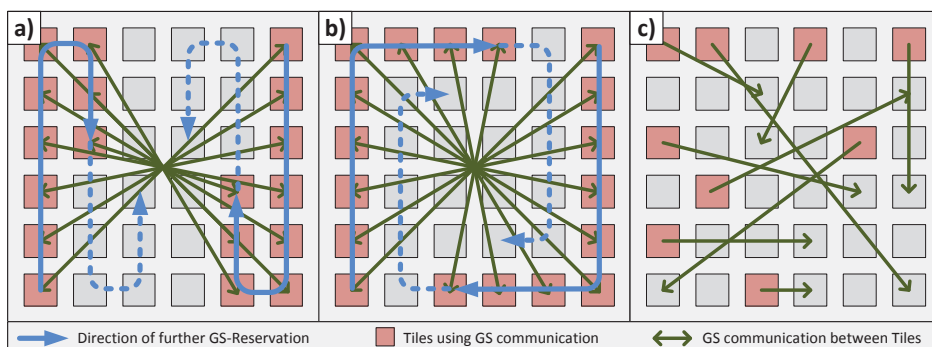 a)
b)
c)
Direction of further GS-Reservation
Tiles using GS communication
GS communication between Tiles